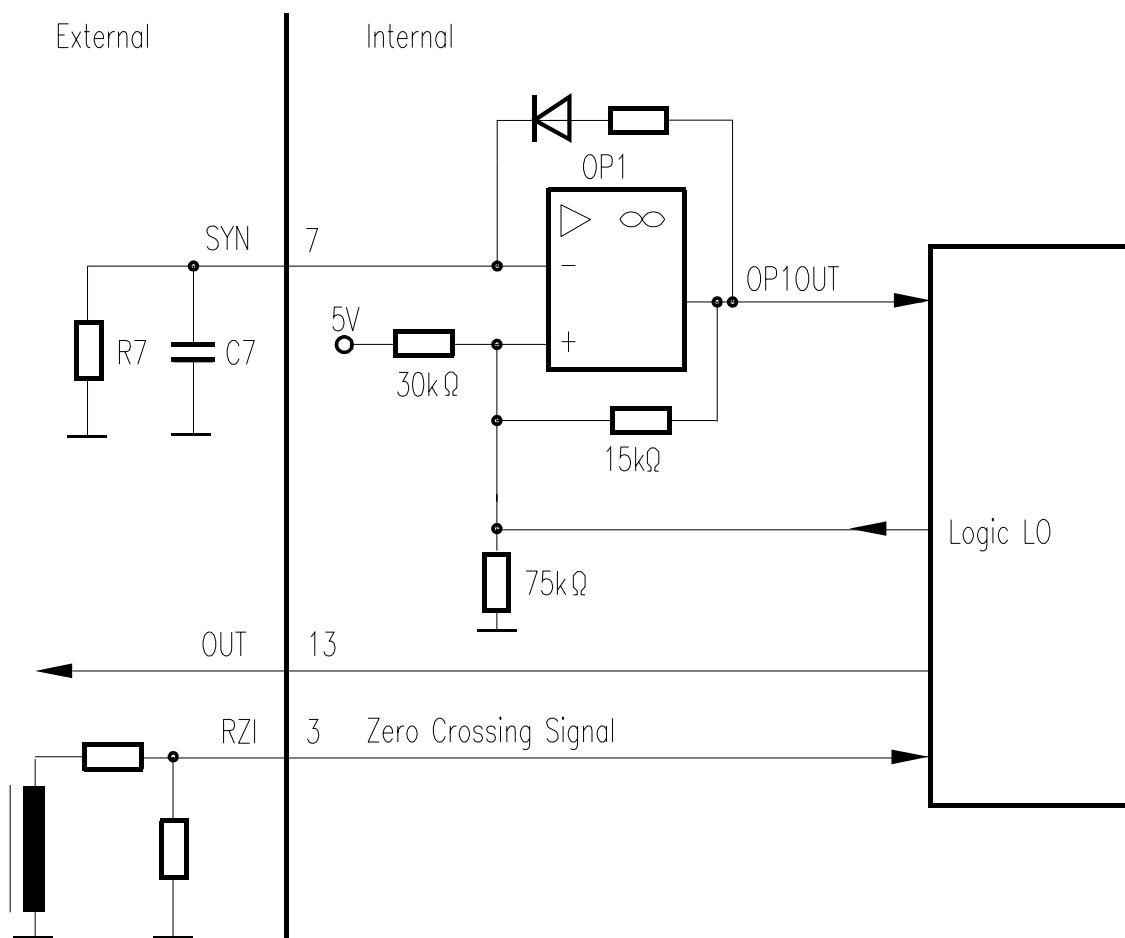 External
Internal
OP1
SYN
7
OP1OUT
5V
−
+
R7
C7
30kΩ
15kΩ
Logic LO
75kΩ
OUT
13
RZI
3
Zero Crossing Signal